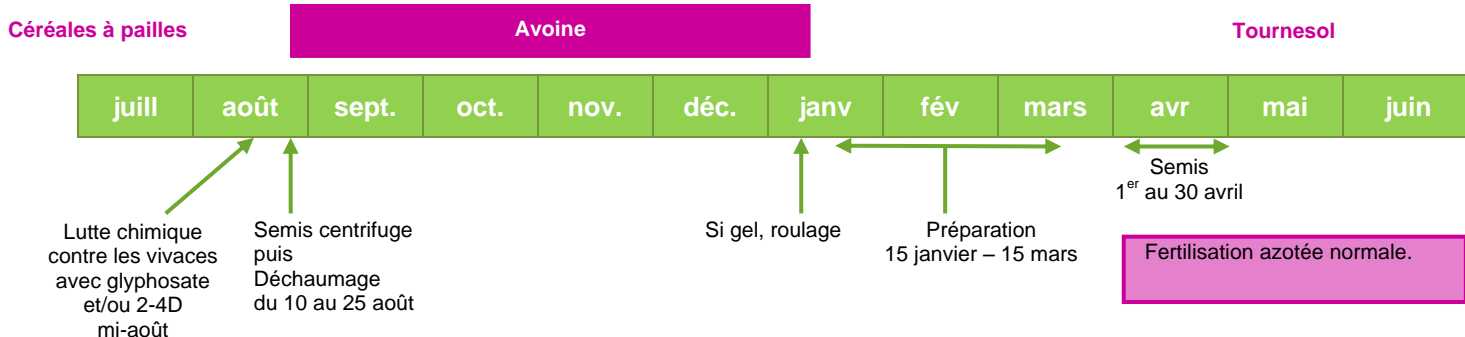 Céréales à pailles
Avoine
Tournesol
juill août sept. oct. nov. déc. janv fév mars avr mai juin
Lutte chimique
contre les vivaces
avec glyphosate
et/ou 2-4D
mi-août
Semis centrifuge
puis
Déchaumage
du 10 au 25 août
Si gel, roulage
Préparation
15 janvier – 15 mars
Semis
1er au 30 avril
Fertilisation azotée normale.